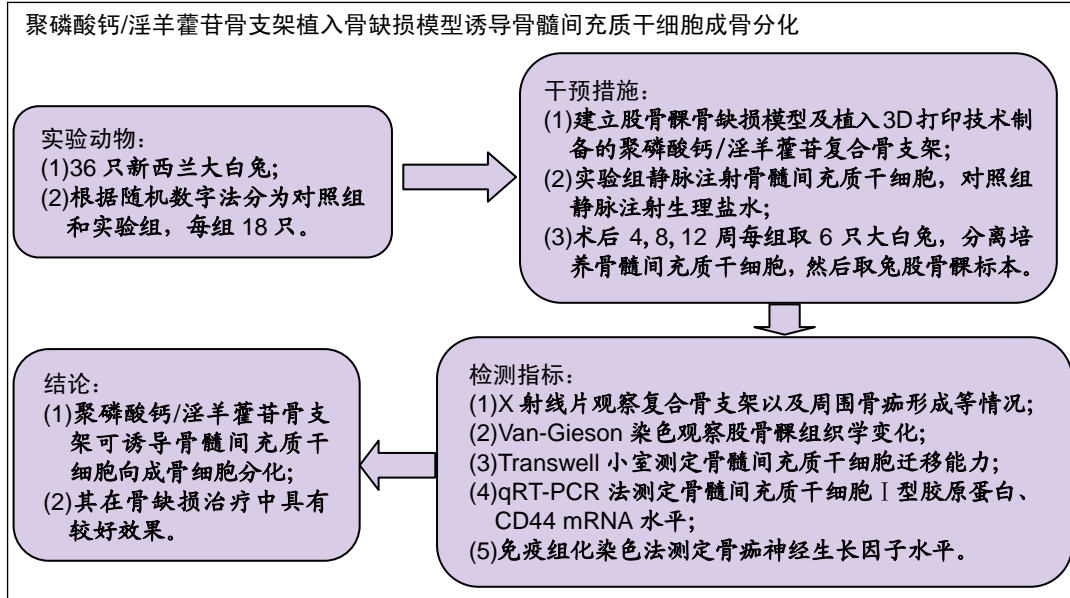 聚磷酸钙/淫羊藿苷骨支架植入骨缺损模型诱导骨髓间充质干细胞成骨分化
实验动物：
(1)36 只新西兰大白兔；
(2)根据随机数字法分为对照组
和实验组，每组 18 只。
干预措施：
(1)建立股骨髁骨缺损模型及植入3D打印技术制
备的聚磷酸钙/淫羊藿苷复合骨支架；
(2)实验组静脉注射骨髓间充质干细胞，对照组
静脉注射生理盐水；
(3)术后 4, 8, 12 周每组取 6 只大白兔，分离培
养骨髓间充质干细胞，然后取兔股骨髁标本。
检测指标：
(1)X 射线片观察复合骨支架以及周围骨痂形成等情况；
(2)Van-Gieson 染色观察股骨髁组织学变化；
(3)Transwell 小室测定骨髓间充质干细胞迁移能力；
(4)qRT-PCR 法测定骨髓间充质干细胞Ⅰ型胶原蛋白、
CD44 mRNA 水平；
(5)免疫组化染色法测定骨痂神经生长因子水平。
结论：
(1)聚磷酸钙/淫羊藿苷骨支
架可诱导骨髓间充质干
细胞向成骨细胞分化；
(2)其在骨缺损治疗中具有
较好效果。